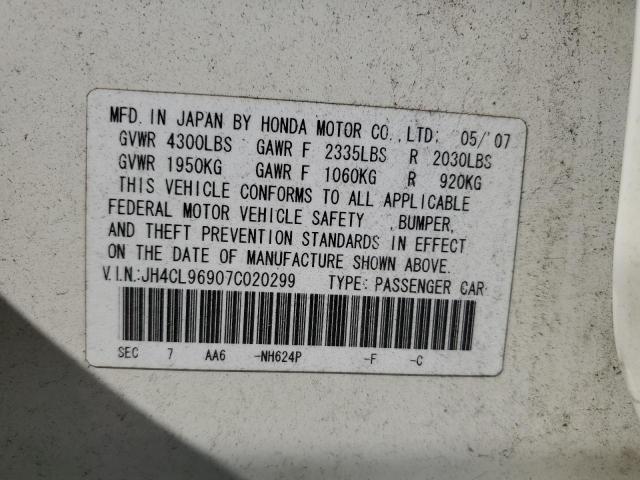 MFD. IN JAPAN BY HONDA MOTOR CO., LTD. 05/'07
GVWR 4300LBS GAWR F 2335LBS R 2030LBS
GVWR 1950KG GAWR F 1060KG R 920KG
THIS VEHICLE CONFORMS TO ALL APPLICABLE
FEDERAL MOTOR VEHICLE SAFETY ,BUMPER,
AND THEFT PREVENTION STANDARDS IN EFFECT
ON THE DATE OF MANUFACTURE SHOWN ABOVE.
V.I.N.:JH4CL96907C020299 TYPE: PASSENGER CAR
SEC 7 AA6 -NH624P -F -C